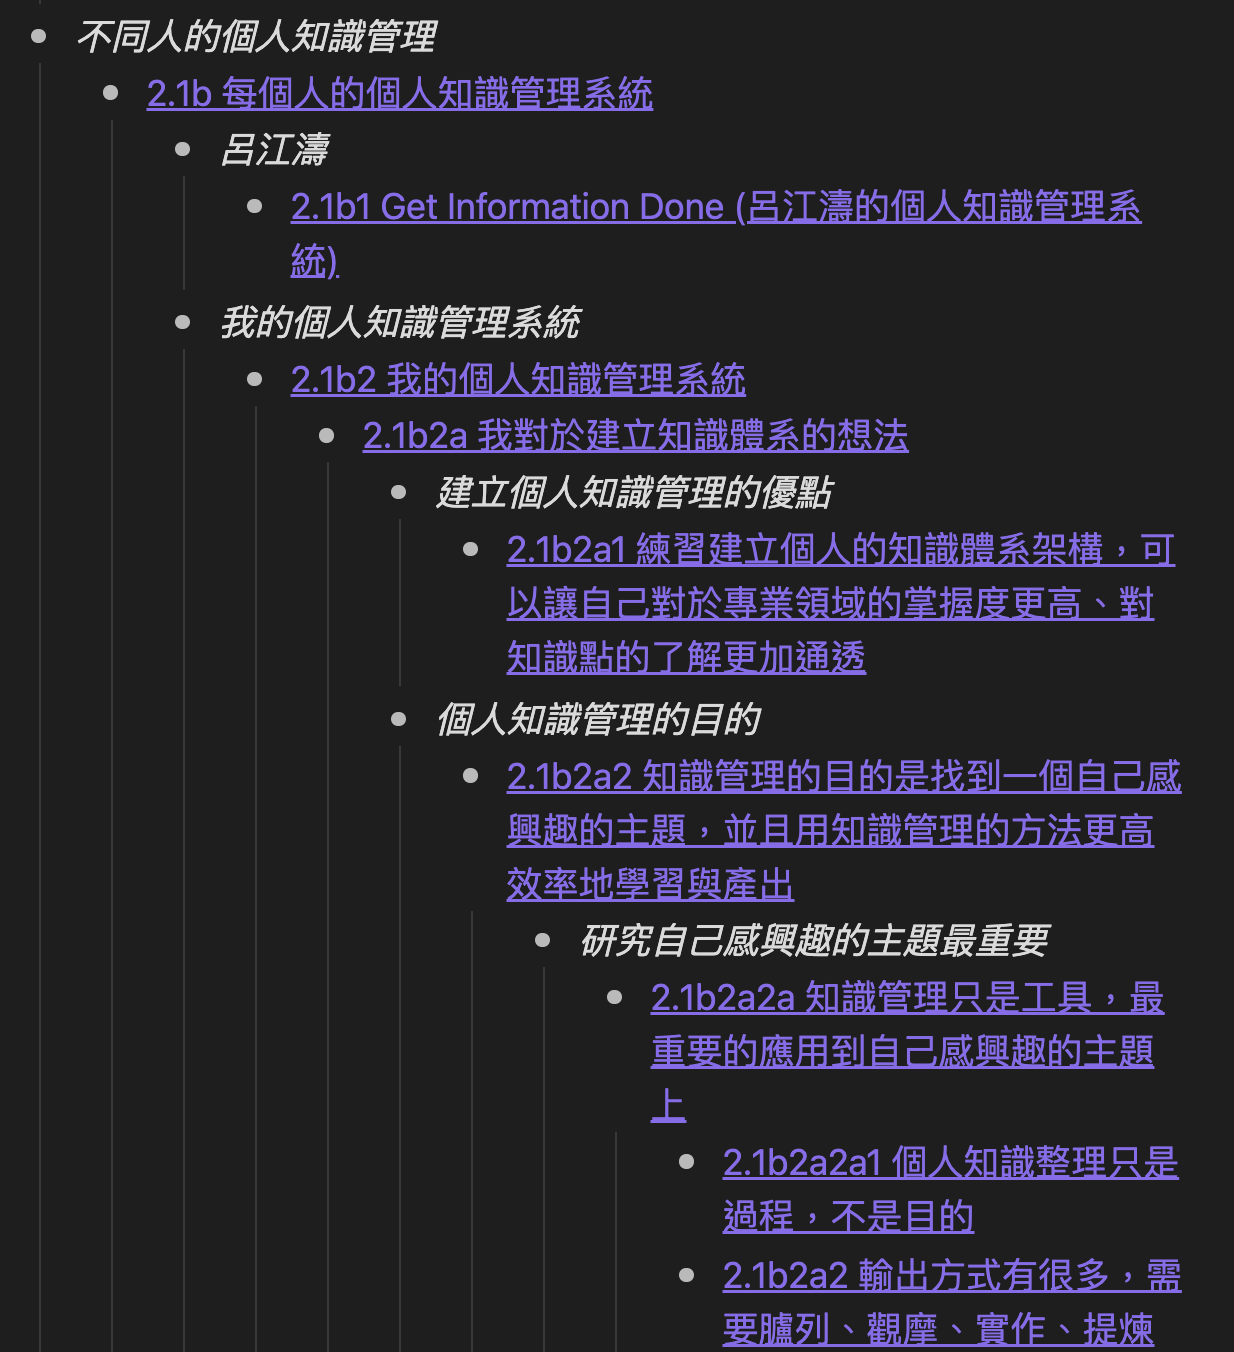 不同人的個人知識管理
2.1b 每個人的個人知識管理系統
呂江濤
2.1b1 Get Information Done (呂江濤的個人知識管理系
統)
我的個人知識管理系統
2.1b2 我的個人知識管理系統
2.1b2a 我對於建立知識體系的想法
建立個人知識管理的優點
2.1b2a1 練習建立個人的知識體系架構，可
以讓自己對於專業領域的掌握度更高、對
知識點的了解更加通透
個人知識管理的目的
2.1b2a2 知識管理的目的是找到一個自己感
興趣的主題，並且用知識管理的方法更高
效率地學習與產出
研究自己感興趣的主題最重要
2.1b2a2a 知識管理只是工具，最
重要的應用到自己感興趣的主題
上
2.1b2a2a1 個人知識整理只是
過程，不是目的
2.1b2a2 輸出方式有很多，需
要臚列、觀摩、實作、提煉